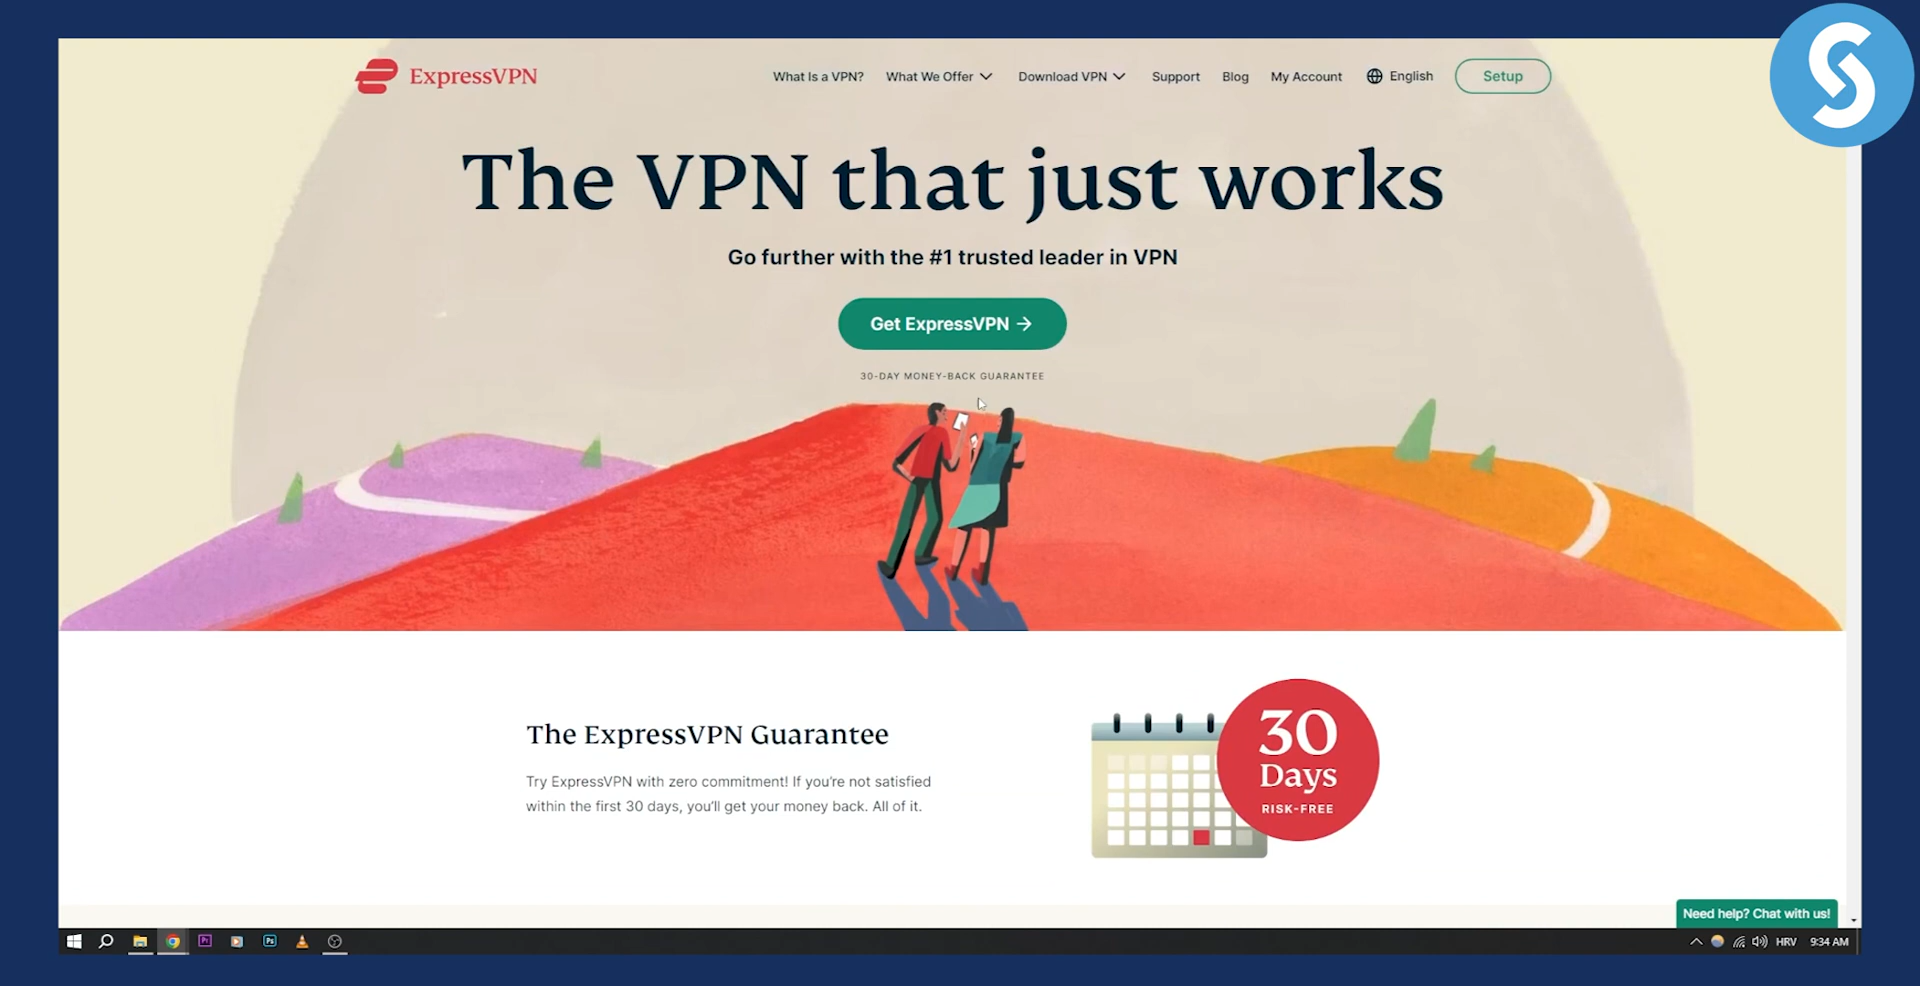 ExpressVPN
What Is a VPN?
What We Offer
Download VPN
Support
Blog
My Account
English
Setup
The VPN that just works
Go further with the #1 trusted leader in VPN
Get ExpressVPN →
30-DAY MONEY-BACK GUARANTEE
The ExpressVPN Guarantee
Try ExpressVPN with zero commitment! If you're not satisfied
within the first 30 days, you'll get your money back. All of it.
30
Days
RISK-FREE
Need help? Chat with us!
Pr
Ps
HRV
9:34 AM